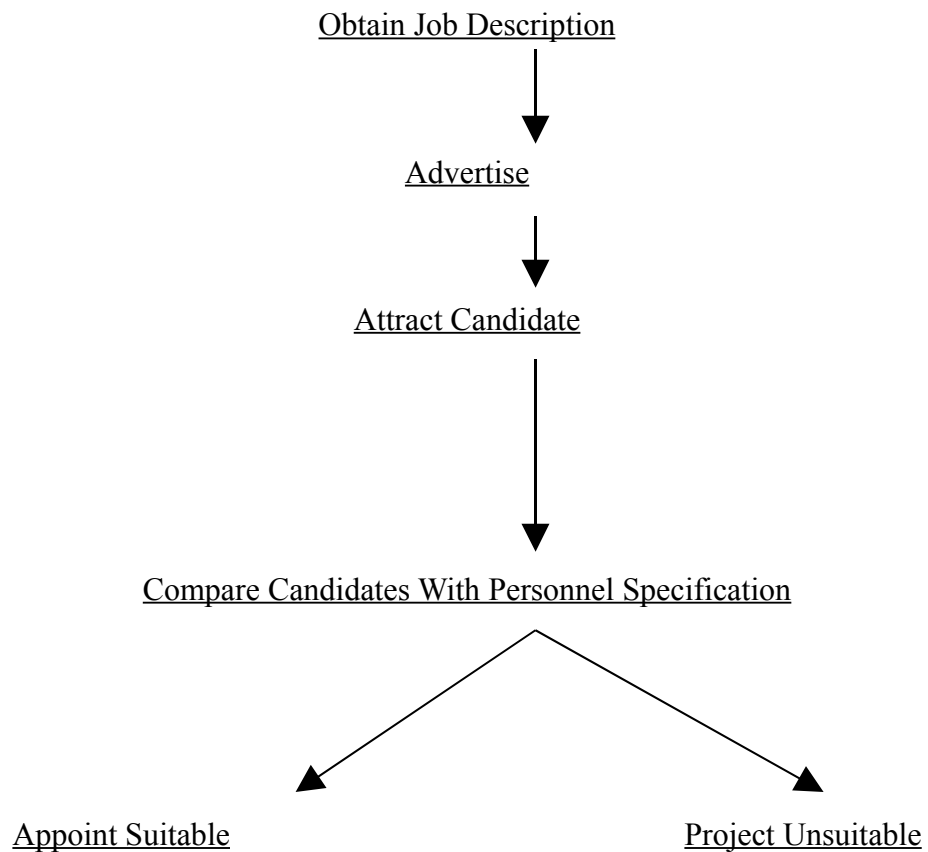 Obtain Job Description
Advertise
Attract Candidate
Compare Candidates With Personnel Specification
Appoint Suitable
Project Unsuitable